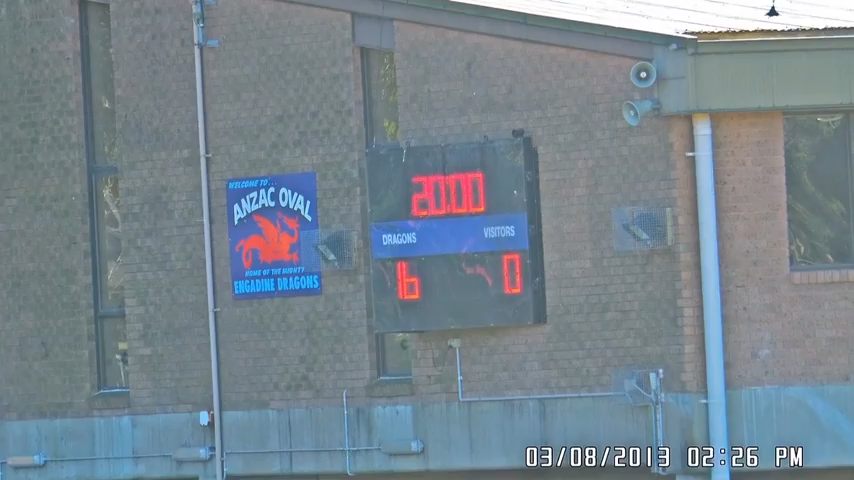 WELCOME TO...
ANZAC OVAL
HOME OF THE MIGHTY
ENGADINE DRAGONS
20:00
DRAGONS VISITORS
6 0
03/08/2013 02:26 PM